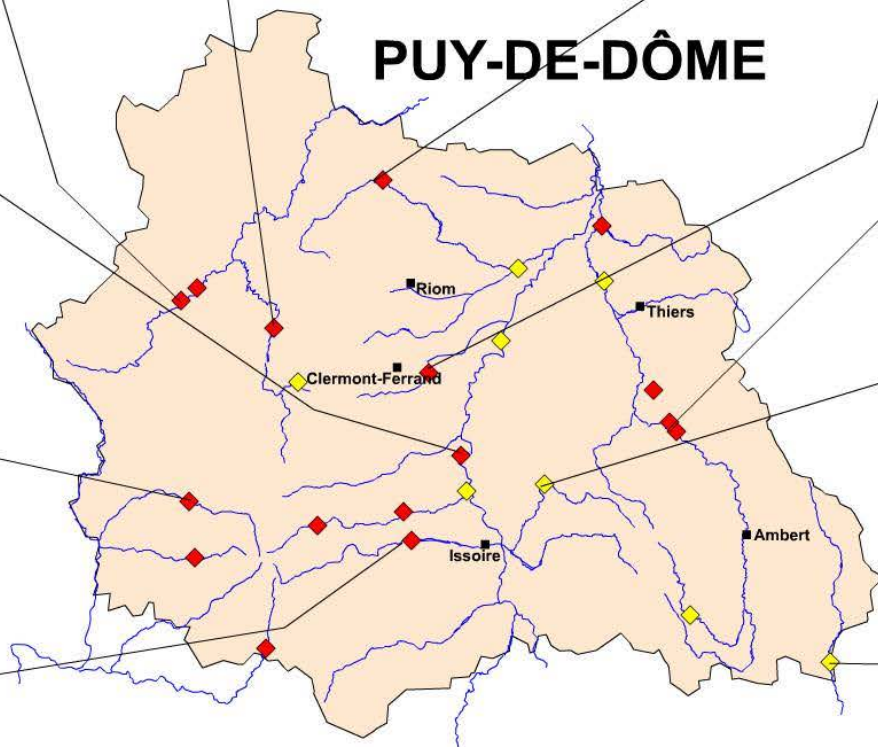 PUY-DE-DÔME
Riom
Thiers
Clermont-Ferrand
Ambert
Issoire